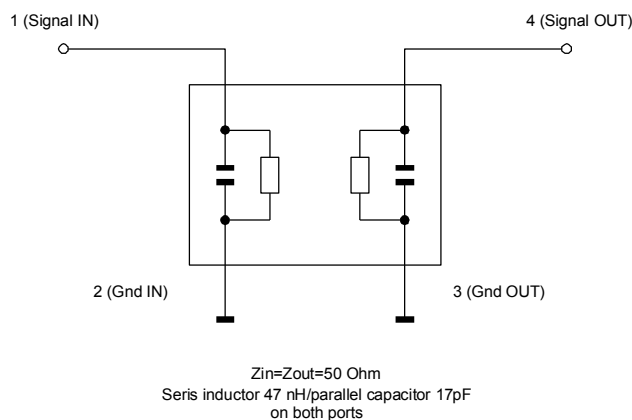 1 (Signal IN)
4 (Signal OUT)
2 (Gnd IN)
3 (Gnd OUT)
Zin=Zout=50 Ohm
Seris inductor 47 nH/parallel capacitor 17pF
on both ports